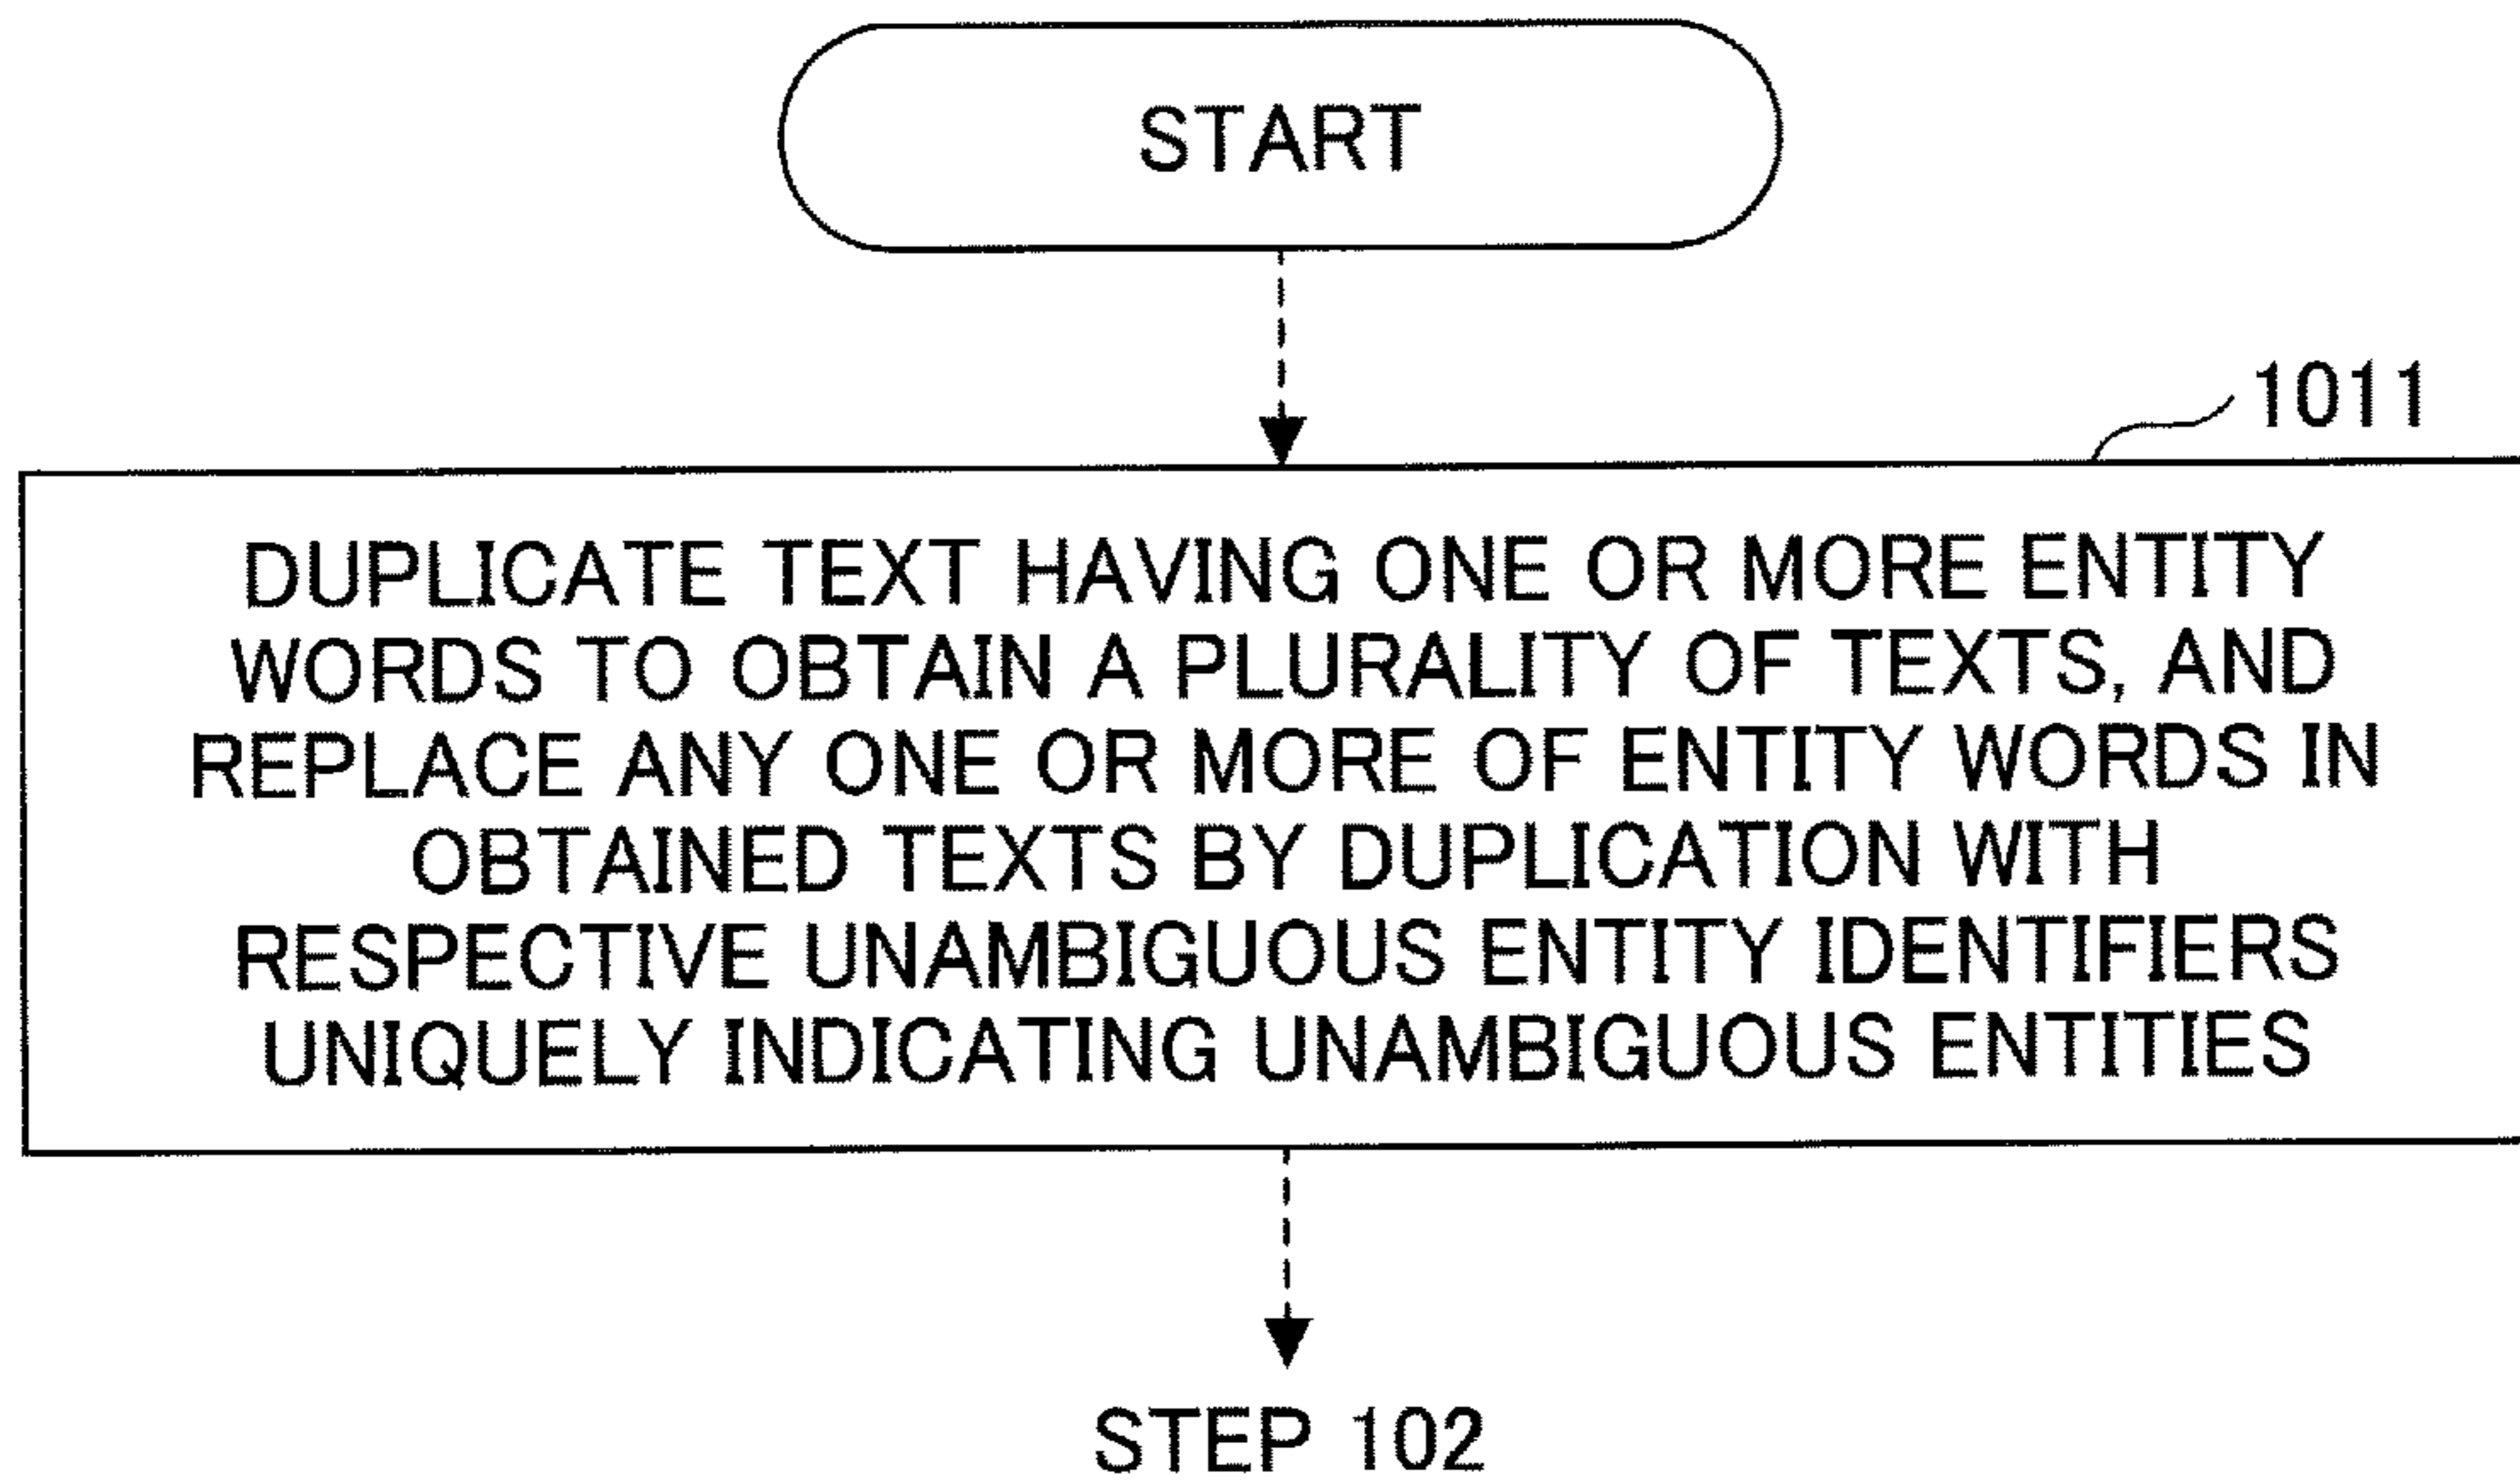 START
1011
DUPLICATE TEXT HAVING ONE OR MORE ENTITY
WORDS TO OBTAIN A PLURALITY OF TEXTS, AND
REPLACE ANY ONE OR MORE OF ENTITY WORDS IN
OBTAINED TEXTS BY DUPLICATION WITH
RESPECTIVE UNAMBIGUOUS ENTITY IDENTIFIERS
UNIQUELY INDICATING UNAMBIGUOUS ENTITIES
STEP 102